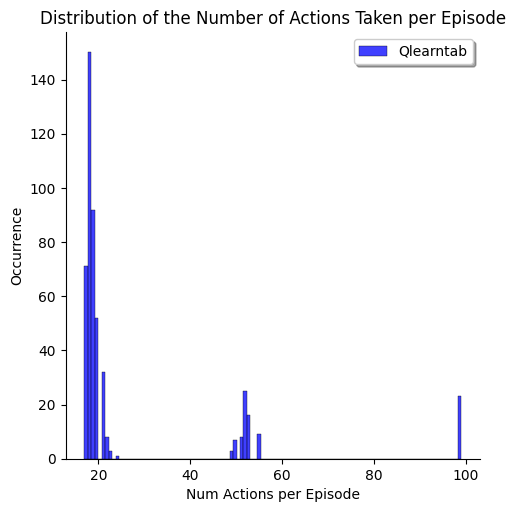 Distribution of the Number of Actions Taken per Episode
Qlearntab
140
120
100
80
60
40
20
0
Occurrence
20 40 60 80 100
Num Actions per Episode